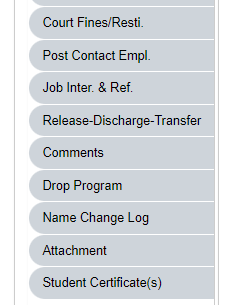 Court Fines/Resti.
Post Contact Empl.
Job Inter. & Ref.
Release-Discharge-Transfer
Comments
Drop Program
Name Change Log
Attachment
Student Certificate(s)